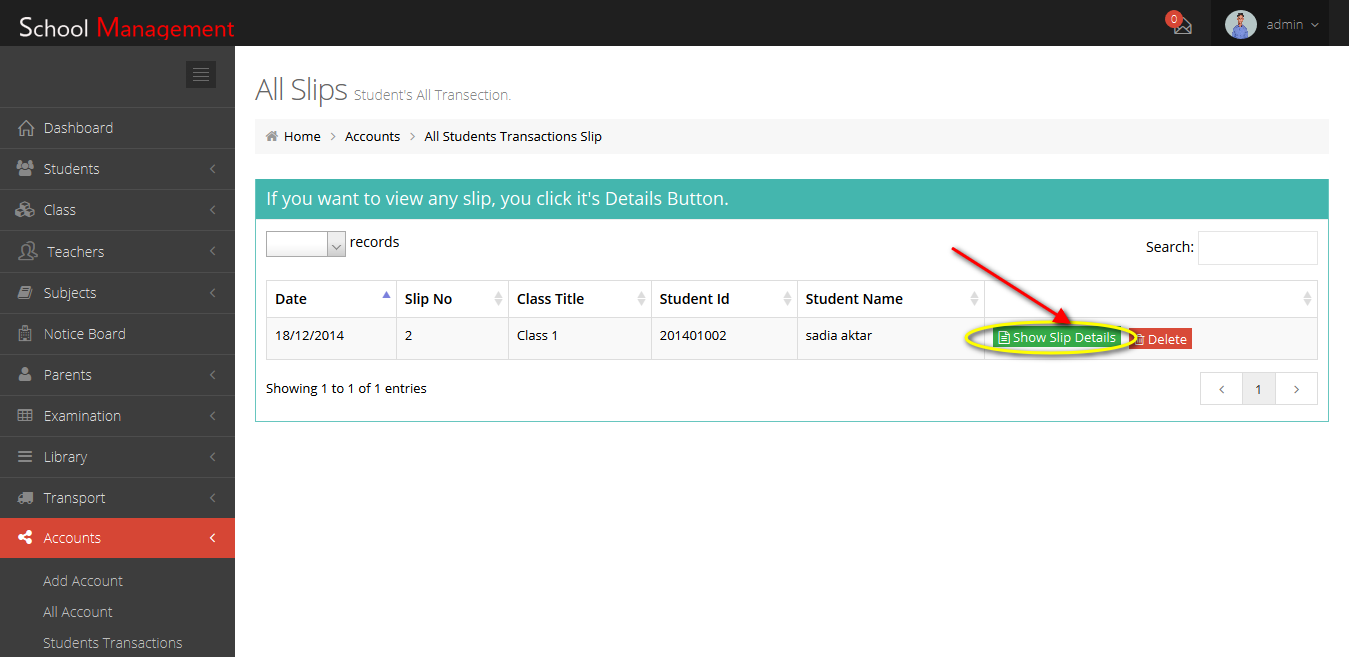 School Management
0
admin
Dashboard
Students
Class
Teachers
Subjects
Notice Board
Parents
Examination
Library
Transport
Accounts
Add Account
All Account
Students Transactions
All Slips Student's All Transection.
Home > Accounts > All Students Transactions Slip
If you want to view any slip, you click it's Details Button.
records
Search:
Date Slip No Class Title Student Id Student Name
18/12/2014 2 Class 1 201401002 sadia aktar Show Slip Details Delete
Showing 1 to 1 of 1 entries
< 1 >